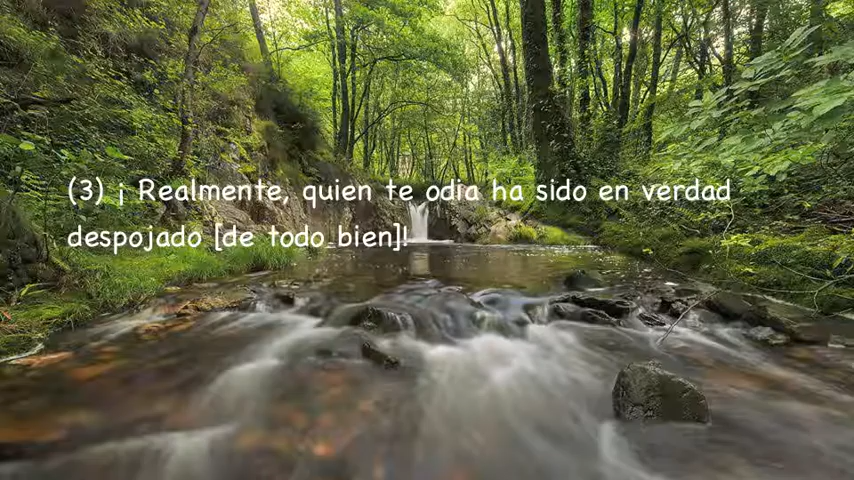 (3) ¡ Realmente, quien te odia ha sido en verdad
despojado [de todo bien]!